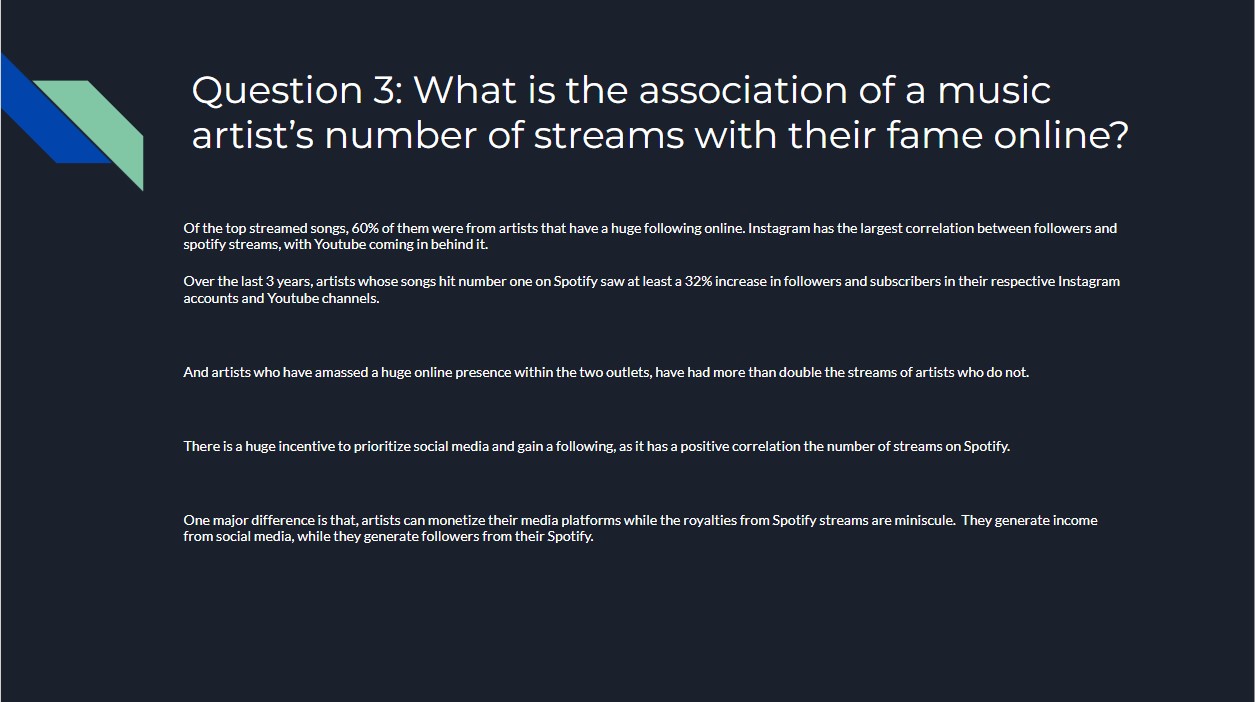 Question 3: What is the association of a music
artist’s number of streams with their fame online?
Of the top streamed songs, 60% of them were from artists that have a huge following online. Instagram has the largest correlation between followers and
spotify streams, with Youtube coming in behind it.
Over the last 3 years, artists whose songs hit number one on Spotify saw at least a 32% increase in followers and subscribers in their respective Instagram
accounts and Youtube channels.
And artists who have amassed a huge online presence within the two outlets, have had more than double the streams of artists who do not.
There is a huge incentive to prioritize social media and gain a following, as it has a positive correlation the number of streams on Spotify.
One major difference is that, artists can monetize their media platforms while the royalties from Spotify streams are miniscule.  They generate income
from social media, while they generate followers from their Spotify.